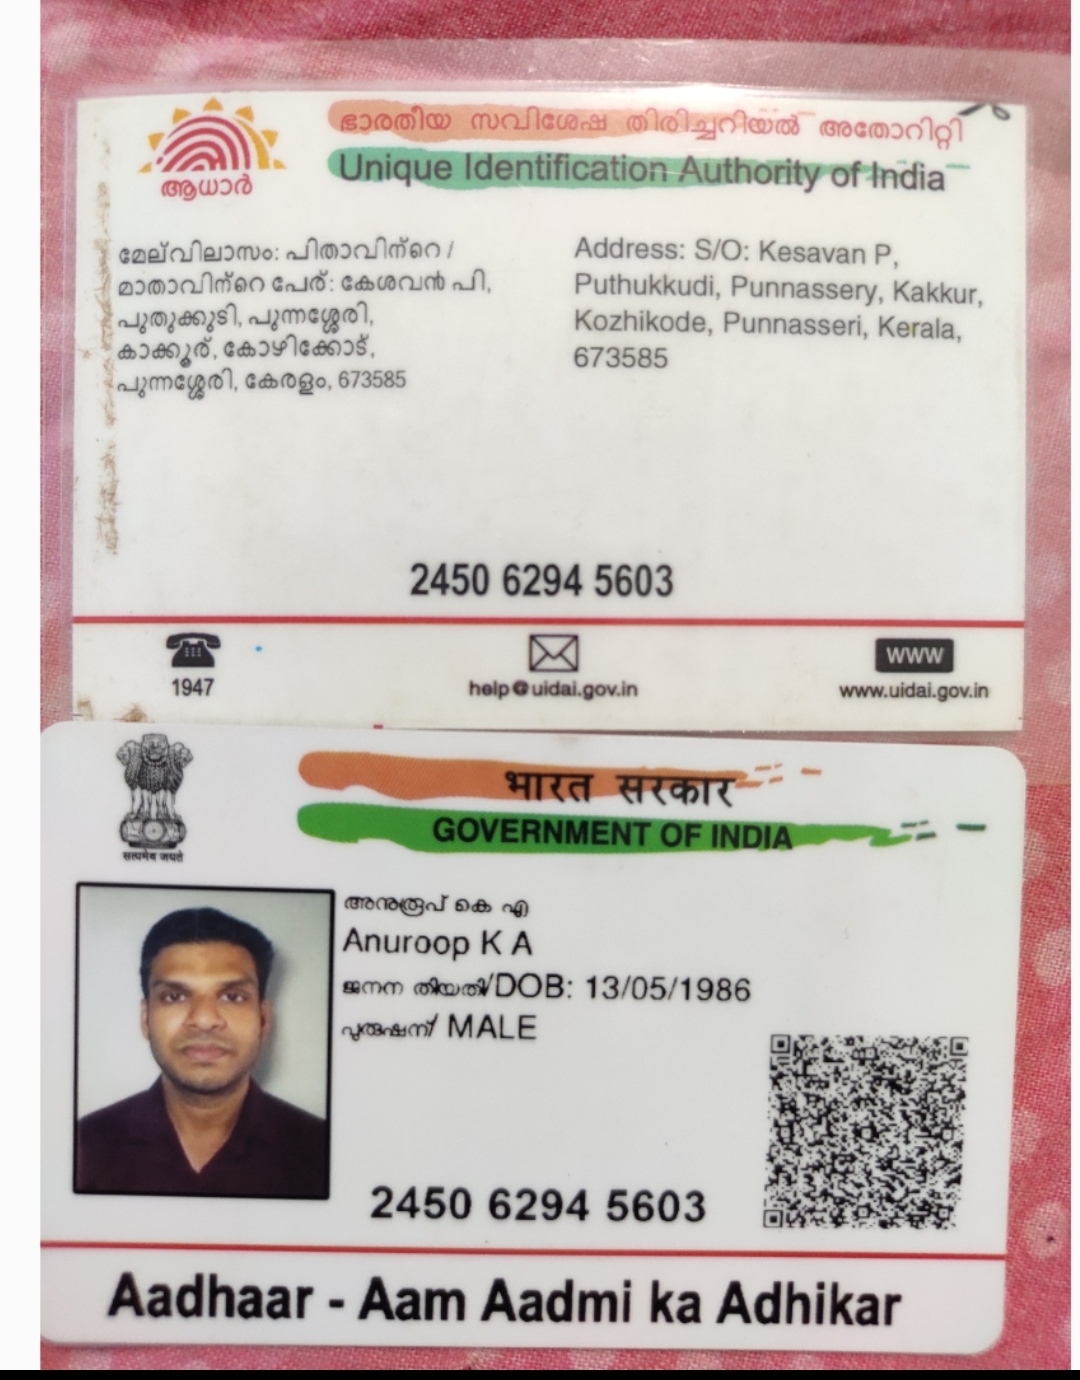 ഭാരതീയ സവിശേഷ തിരിച്ചറിയൽ അതോറിറ്റി
Unique Identification Authority of India
ആധാർ
മേല്വിലാസം: പിതാവിന്റെ /
മാതാവിന്റെ പേര്: കേശവൻ പി,
പുതുക്കുടി, പുന്നശ്ശേരി,
കാക്കൂര്, കോഴിക്കോട്,
പുന്നശ്ശേരി, കേരളം, 673585
Address: S/O: Kesavan P,
Puthukkudi, Punnassery, Kakkur,
Kozhikode, Punnasseri, Kerala,
673585
2450 6294 5603
1947
help@uidai.gov.in
WWW
www.uidai.gov.in
भारत सरकार
GOVERNMENT OF INDIA
सत्यमेव जयते
അനുരൂപ് കെ എ
Anuroop K A
ജനന തിയതി/DOB: 13/05/1986
പുരുഷന്/ MALE
2450 6294 5603
Aadhaar - Aam Aadmi ka Adhikar